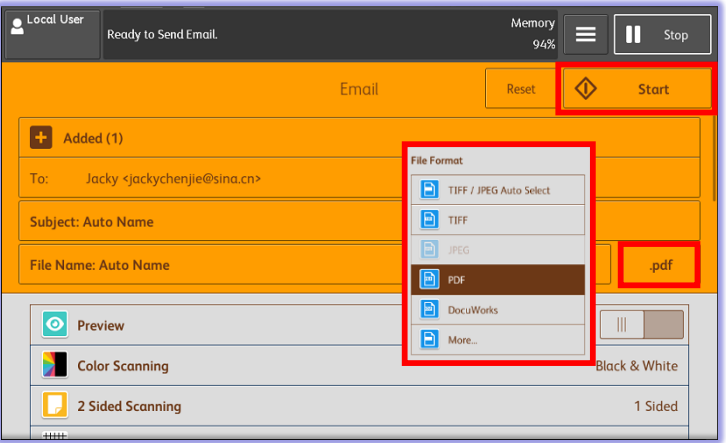 Local User
Ready to Send Email.
Memory
94%
Stop
Email
Reset
Start
Added (1)
To: Jacky <jackychenjie@sina.cn>
Subject: Auto Name
File Name: Auto Name
.pdf
File Format
TIFF / JPEG Auto Select
TIFF
JPEG
PDF
DocuWorks
More...
Preview
Color Scanning
Black & White
2 Sided Scanning
1 Sided